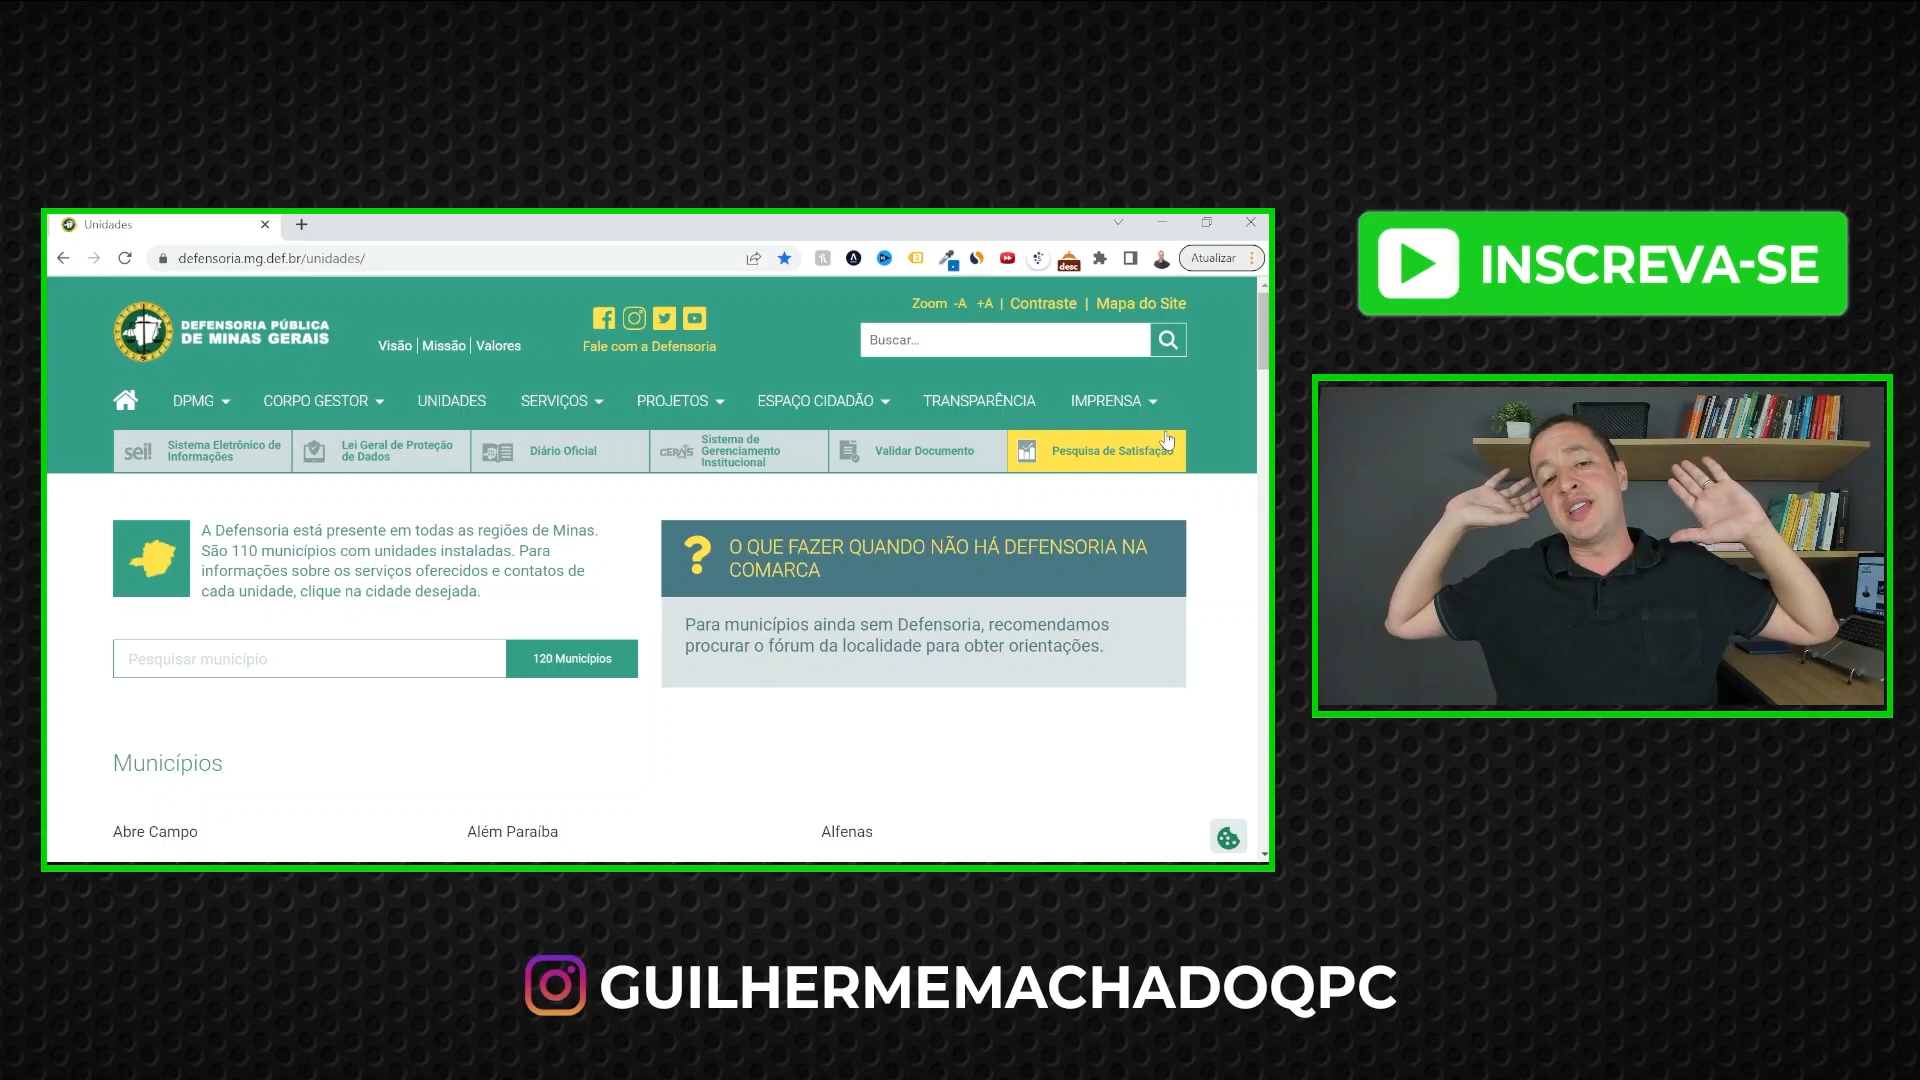 Unidades
defensoria.mg.def.br/unidades/
desc
Atualizar
INSCREVA-SE
Zoom -A +A | Contraste | Mapa do Site
DEFENSORIA PÚBLICA
DE MINAS GERAIS
Visão | Missão | Valores
Fale com a Defensoria
Buscar...
DPMG
CORPO GESTOR
UNIDADES
SERVIÇOS
PROJETOS
ESPAÇO CIDADÃO
TRANSPARÊNCIA
IMPRENSA
sei!
Sistema Eletrônico de
Informações
Lei Geral de Proteção
de Dados
Diário Oficial
GERAIS
Sistema de
Gerenciamento
Institucional
Validar Documento
Pesquisa de Satisfação
A Defensoria está presente em todas as regiões de Minas.
São 110 municípios com unidades instaladas. Para
informações sobre os serviços oferecidos e contatos de
cada unidade, clique na cidade desejada.
Pesquisar município
120 Municípios
? O QUE FAZER QUANDO NÃO HÁ DEFENSORIA NA
COMARCA
Para municípios ainda sem Defensoria, recomendamos
procurar o fórum da localidade para obter orientações.
Municípios
Abre Campo
Além Paraíba
Alfenas
GUILHERMEMACHADOQPC